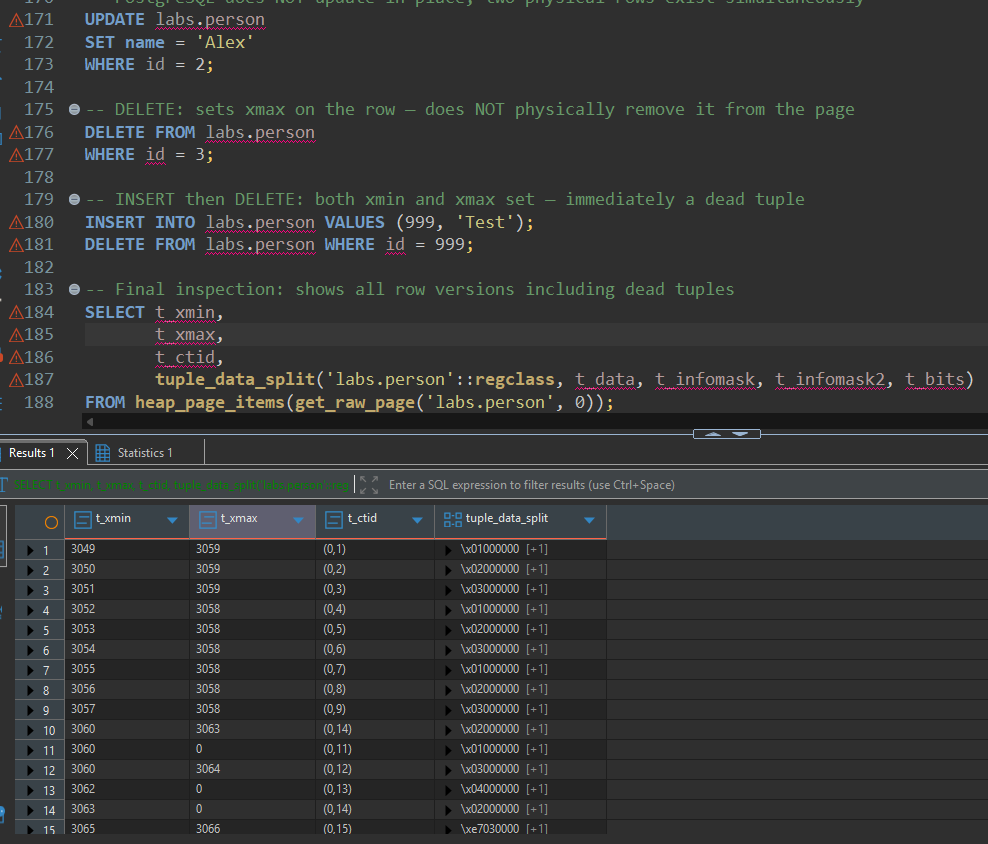 170 -- PostgreSQL does NOT update in place, two physical rows exist simultaneously
171 UPDATE labs.person
172 SET name = 'Alex'
173 WHERE id = 2;
174
175 -- DELETE: sets xmax on the row — does NOT physically remove it from the page
176 DELETE FROM labs.person
177 WHERE id = 3;
178
179 -- INSERT then DELETE: both xmin and xmax set — immediately a dead tuple
180 INSERT INTO labs.person VALUES (999, 'Test');
181 DELETE FROM labs.person WHERE id = 999;
182
183 -- Final inspection: shows all row versions including dead tuples
184 SELECT t_xmin,
185 t_xmax,
186 t_ctid,
187 tuple_data_split('labs.person'::regclass, t_data, t_infomask, t_infomask2, t_bits)
188 FROM heap_page_items(get_raw_page('labs.person', 0));
Results 1 Statistics 1
SELECT t_xmin, t_xmax, t_ctid, tuple_data_split('labs.person'::reg Enter a SQL expression to filter results (use Ctrl+Space)
t_xmin t_xmax t_ctid tuple_data_split
1 3049 3059 (0,1) \x01000000 [+1]
2 3050 3059 (0,2) \x02000000 [+1]
3 3051 3059 (0,3) \x03000000 [+1]
4 3052 3058 (0,4) \x01000000 [+1]
5 3053 3058 (0,5) \x02000000 [+1]
6 3054 3058 (0,6) \x03000000 [+1]
7 3055 3058 (0,7) \x01000000 [+1]
8 3056 3058 (0,8) \x02000000 [+1]
9 3057 3058 (0,9) \x03000000 [+1]
10 3060 3063 (0,14) \x02000000 [+1]
11 3060 0 (0,11) \x01000000 [+1]
12 3060 3064 (0,12) \x03000000 [+1]
13 3062 0 (0,13) \x04000000 [+1]
14 3063 0 (0,14) \x02000000 [+1]
15 3065 3066 (0,15) \xe7030000 [+1]